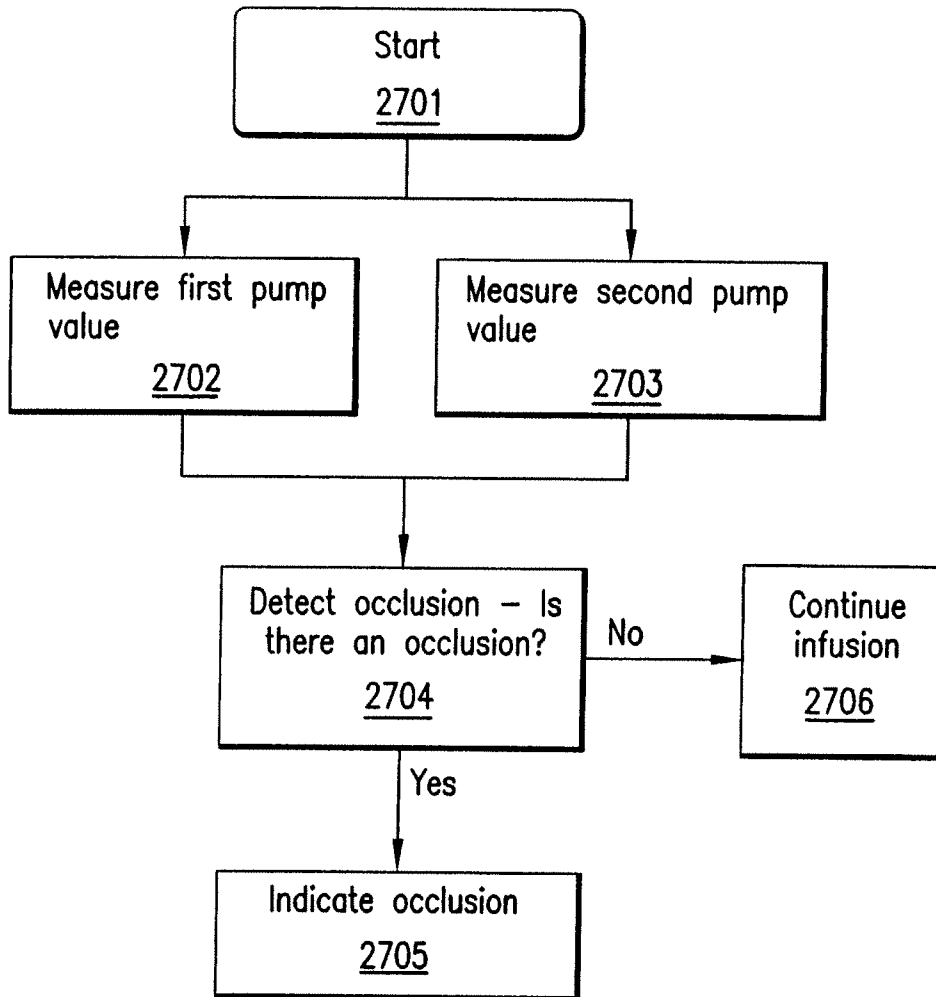 Start
2701
Measure first pump
value
2702
Measure second pump
value
2703
Detect occlusion – Is
there an occlusion?
2704
No
Continue
infusion
2706
Yes
Indicate occlusion
2705